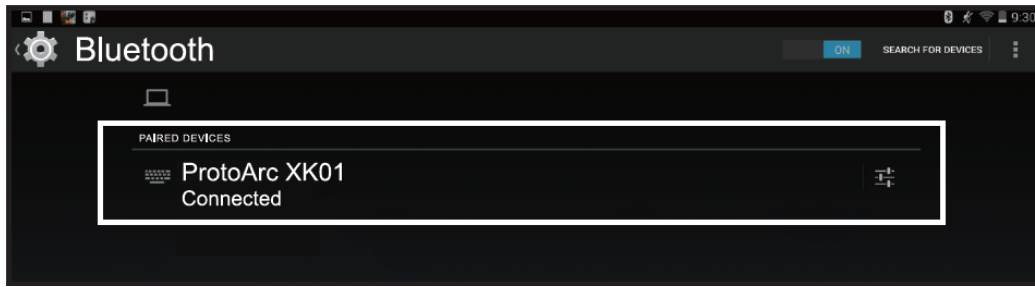 9:30
Bluetooth
ON
SEARCH FOR DEVICES
PAIRED DEVICES
ProtoArc XK01
Connected